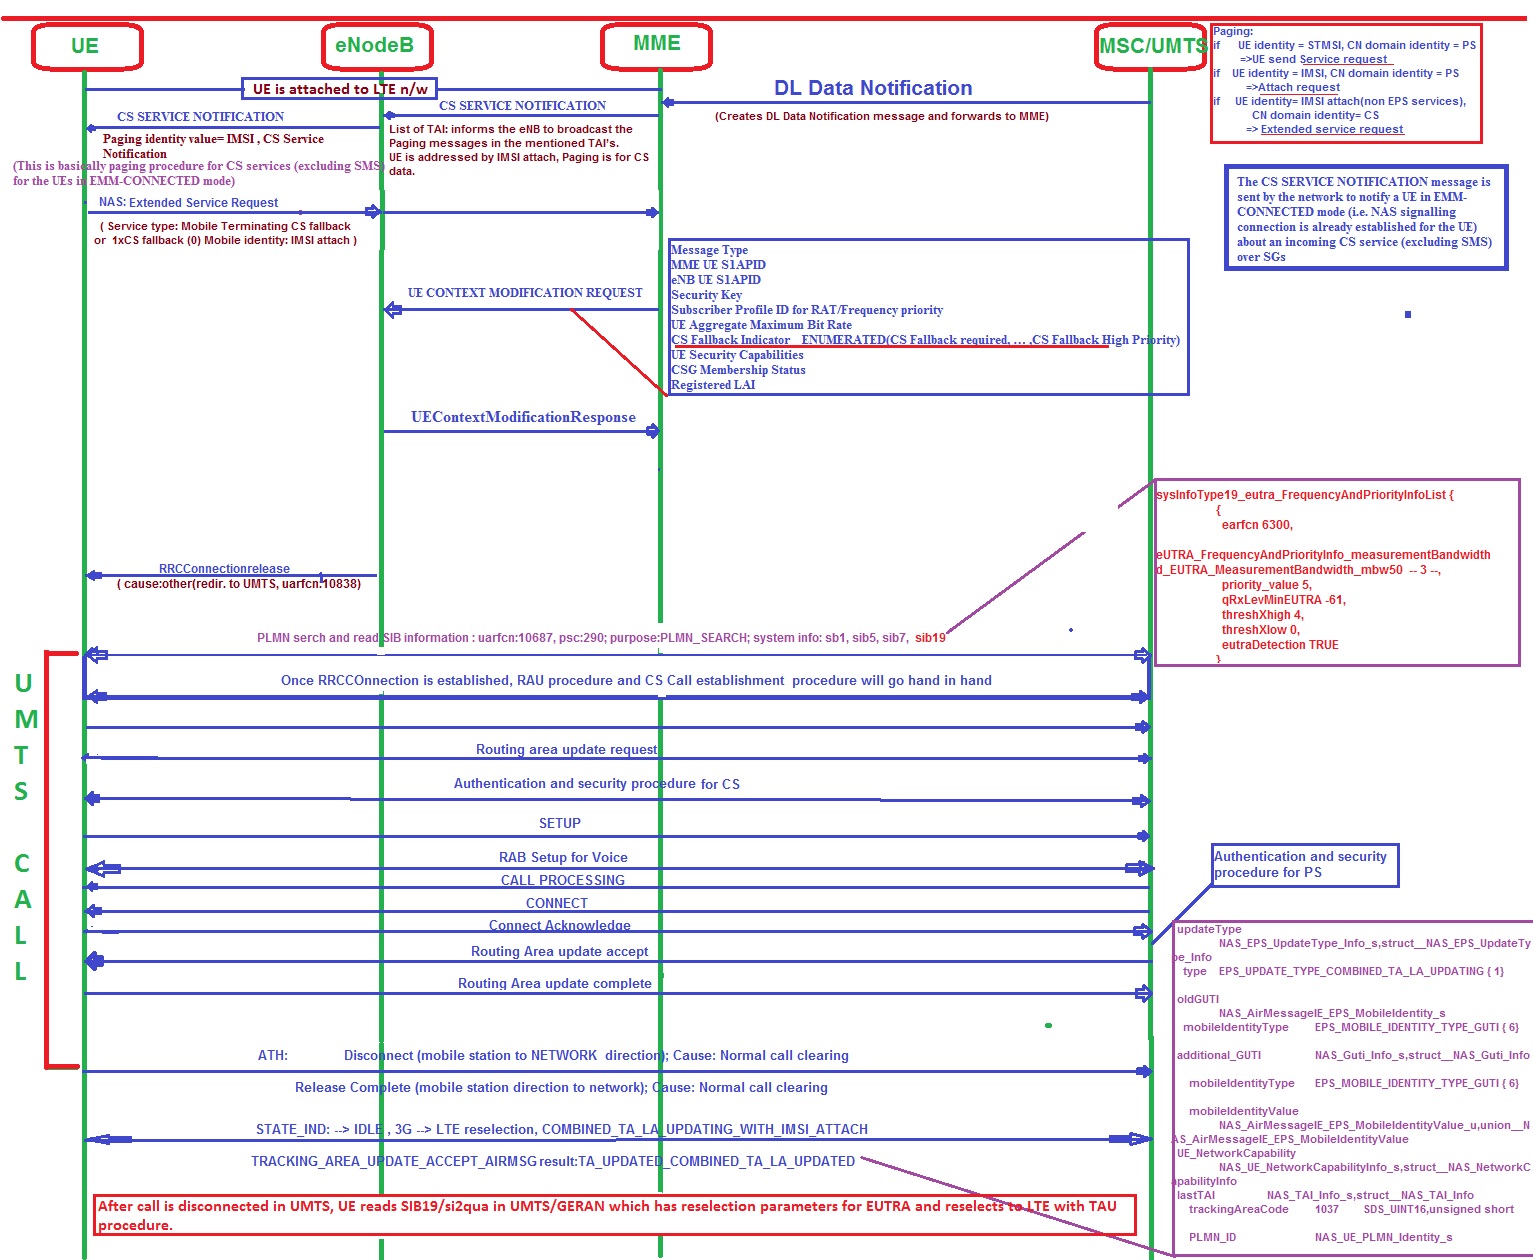 UE
eNodeB
MME
MSC/UMTS
Paging:
if UE identity = STMSI, CN domain identity = PS
=>UE send Service request
if UE identity = IMSI, CN domain identity = PS
=>Attach request
if UE identity= IMSI attach(non EPS services),
CN domain identity= CS
=> Extended service request
UE is attached to LTE n/w
DL Data Notification
(Creates DL Data Notification message and forwards to MME)
CS SERVICE NOTIFICATION
CS SERVICE NOTIFICATION
List of TAI: informs the eNB to broadcast the
Paging messages in the mentioned TAI's.
UE is addressed by IMSI attach, Paging is for CS
data.
Paging identity value= IMSI , CS Service
Notification
(This is basically paging procedure for CS services (excluding SMS)
for the UEs in EMM-CONNECTED mode)
The CS SERVICE NOTIFICATION message is
sent by the network to notify a UE in EMM-
CONNECTED mode (i.e. NAS signalling
connection is already established for the UE)
about an incoming CS service (excluding SMS)
over SGs
NAS: Extended Service Request
( Service type: Mobile Terminating CS fallback
or 1xCS fallback (0) Mobile identity: IMSI attach )
Message Type
MME UE S1APID
eNB UE S1APID
Security Key
Subscriber Profile ID for RAT/Frequency priority
UE Aggregate Maximum Bit Rate
CS Fallback Indicator ENUMERATED(CS Fallback required, ... ,CS Fallback High Priority)
UE Security Capabilities
CSG Membership Status
Registered LAI
UE CONTEXT MODIFICATION REQUEST
UEContextModificationResponse
sysInfoType19_eutra_FrequencyAndPriorityInfoList {
{
earfcn 6300,
eUTRA_FrequencyAndPriorityInfo_measurementBandwidth
d_EUTRA_MeasurementBandwidth_mbw50 -- 3 --,
priority_value 5,
qRxLevMinEUTRA -61,
threshXhigh 4,
threshXlow 0,
eutraDetection TRUE
}
RRCConnectionrelease
( cause:other(redir. to UMTS, uarfcn:10838)
PLMN serch and read SIB information : uarfcn:10687, psc:290; purpose:PLMN_SEARCH; system info: sb1, sib5, sib7, sib19
UMTS CALL
Once RRCCOnnection is established, RAU procedure and CS Call establishment procedure will go hand in hand
Routing area update request
Authentication and security procedure for CS
SETUP
RAB Setup for Voice
CALL PROCESSING
CONNECT
Connect Acknowledge
Routing Area update accept
Routing Area update complete
Authentication and security
procedure for PS
ATH: Disconnect (mobile station to NETWORK direction); Cause: Normal call clearing
Release Complete (mobile station direction to network); Cause: Normal call clearing
STATE_IND: --> IDLE , 3G --> LTE reselection, COMBINED_TA_LA_UPDATING_WITH_IMSI_ATTACH
TRACKING_AREA_UPDATE_ACCEPT_AIRMSG result:TA_UPDATED_COMBINED_TA_LA_UPDATED
After call is disconnected in UMTS, UE reads SIB19/si2qua in UMTS/GERAN which has reselection parameters for EUTRA and reselects to LTE with TAU
procedure.
updateType
NAS_EPS_UpdateType_Info_s,struct__NAS_EPS_UpdateTy
pe_Info
type EPS_UPDATE_TYPE_COMBINED_TA_LA_UPDATING { 1}
oldGUTI
NAS_AirMessageIE_EPS_MobileIdentity_s
mobileIdentityType EPS_MOBILE_IDENTITY_TYPE_GUTI { 6}
additional_GUTI NAS_Guti_Info_s,struct__NAS_Guti_Info
mobileIdentityType EPS_MOBILE_IDENTITY_TYPE_GUTI { 6}
mobileIdentityValue
NAS_AirMessageIE_EPS_MobileIdentityValue_u,union__N
AS_AirMessageIE_EPS_MobileIdentityValue
UE_NetworkCapability
NAS_UE_NetworkCapabilityInfo_s,struct__NAS_NetworkC
apabilityInfo
lastTAI NAS_TAI_Info_s,struct__NAS_TAI_Info
trackingAreaCode 1037 SDS_UINT16,unsigned short
PLMN_ID NAS_UE_PLMN_Identity_s